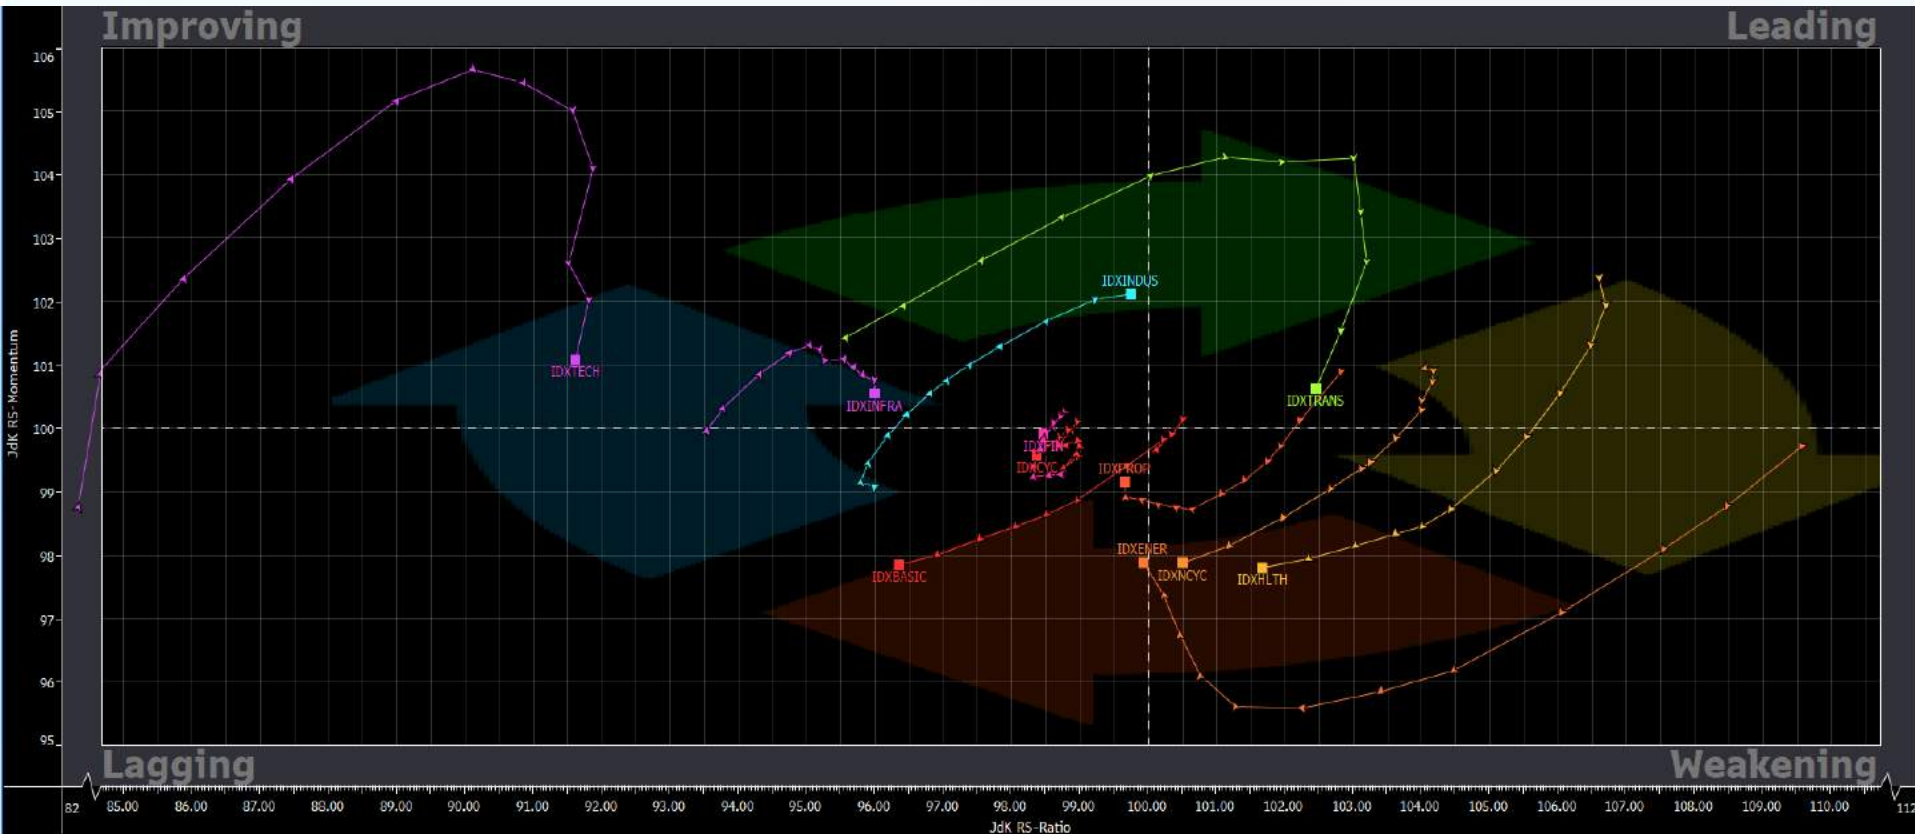 Improving
Leading
106
105
104
103
102
101
100
99
98
97
96
95
JdK RS-Momentum
IDXTECH
IDXINFRA
IDXINDUS
IDXTRANS
IDXFIN
IDXCYC
IDXPROP
IDXBASIC
IDXENER
IDXNCYC
IDXHLTH
Lagging
Weakening
82 85.00 86.00 87.00 88.00 89.00 90.00 91.00 92.00 93.00 94.00 95.00 96.00 97.00 98.00 99.00 100.00 101.00 102.00 103.00 104.00 105.00 106.00 107.00 108.00 109.00 110.00 112
JdK RS-Ratio